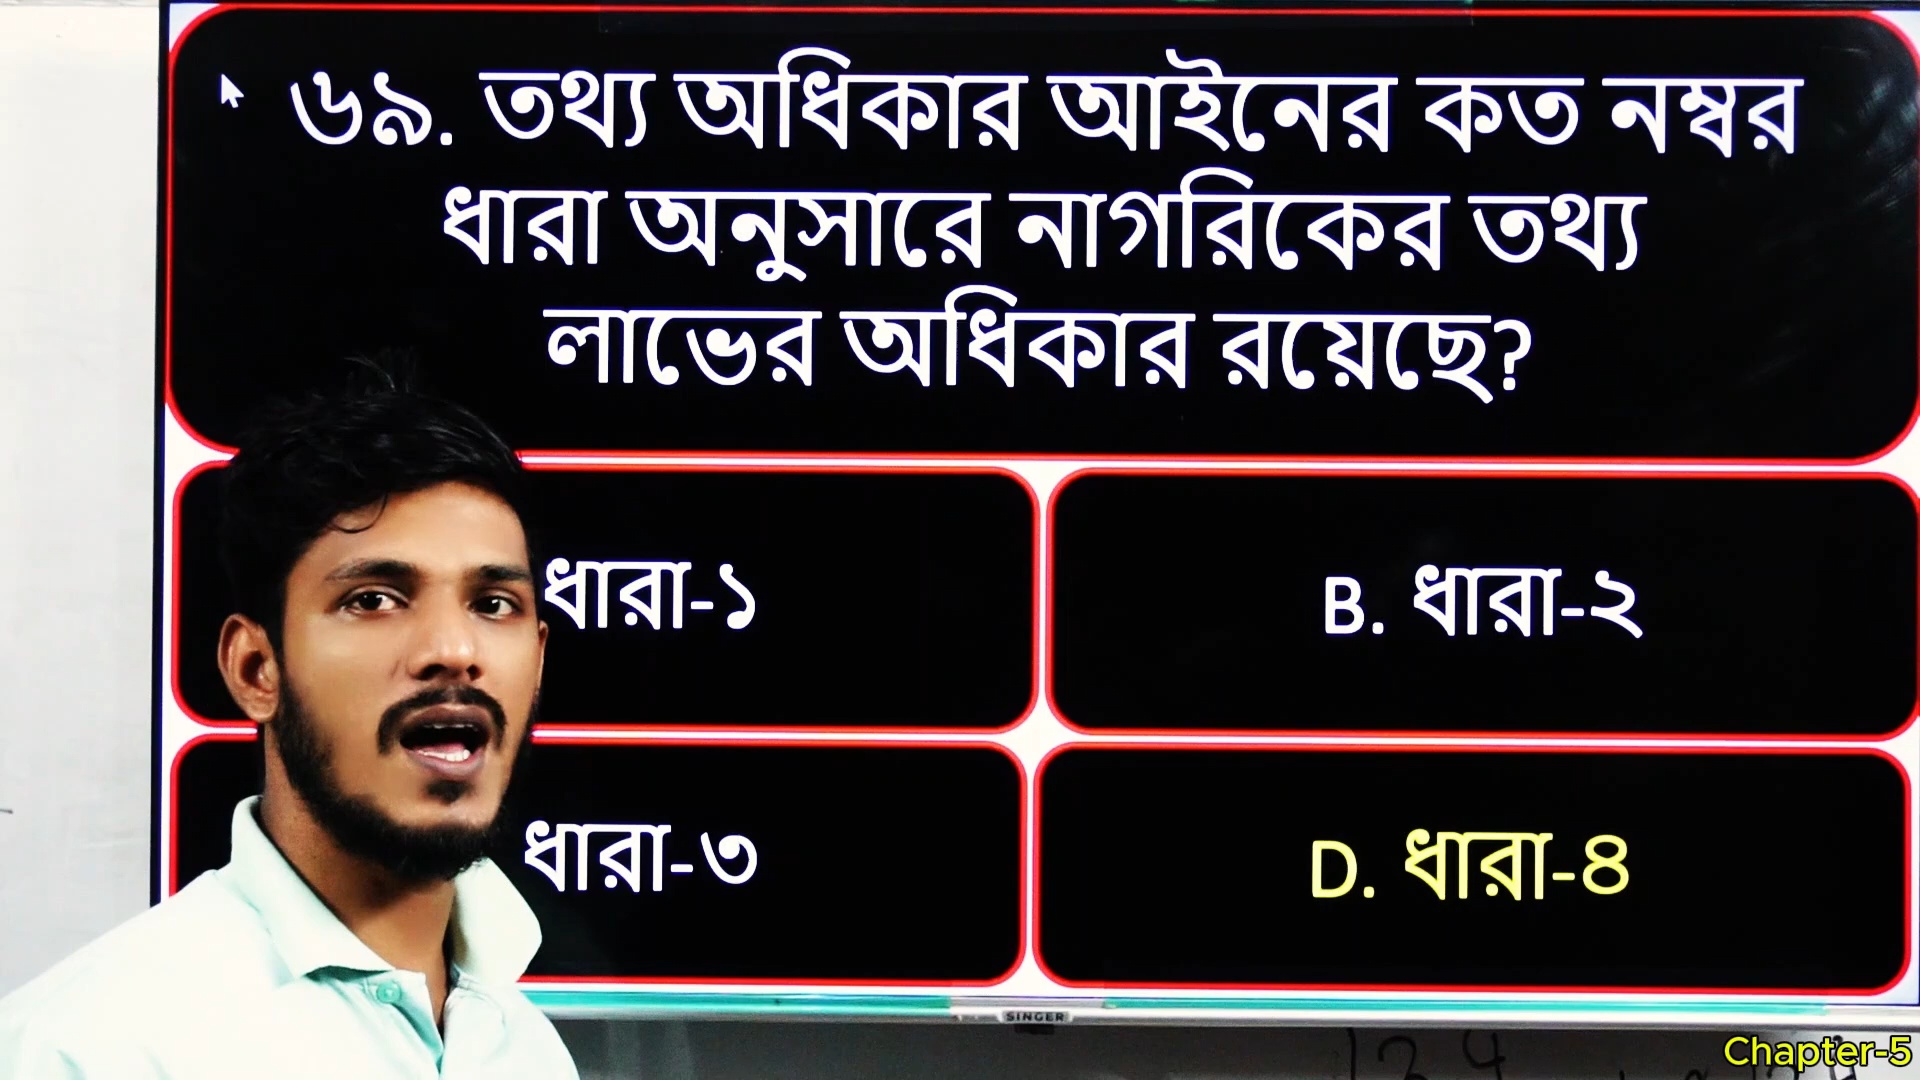 ৬৯. তথ্য অধিকার আইনের কত নম্বর
ধারা অনুসারে নাগরিকের তথ্য
লাভের অধিকার রয়েছে?
ধারা-১
B. ধারা-২
ধারা-৩
D. ধারা-৪
SINGER
Chapter-5